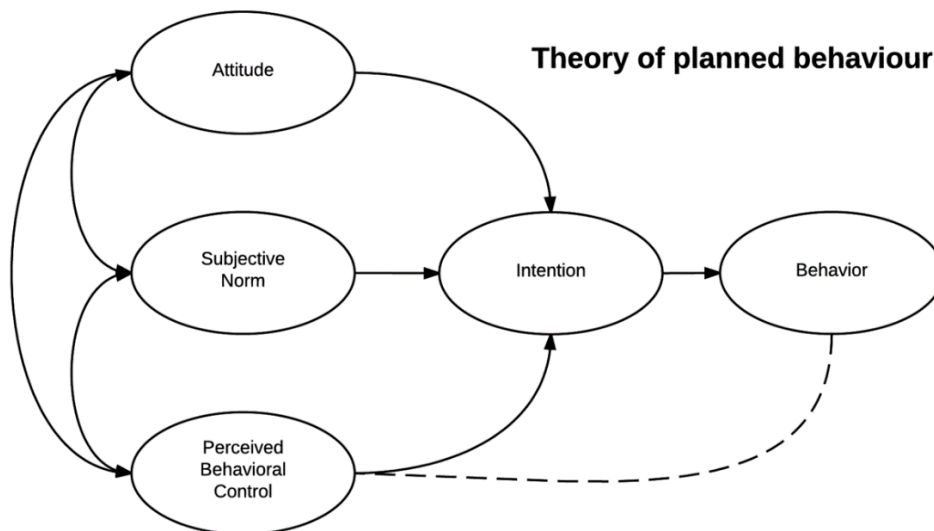 Theory of planned behaviour
Attitude
Subjective
Norm
Intention
Behavior
Perceived
Behavioral
Control